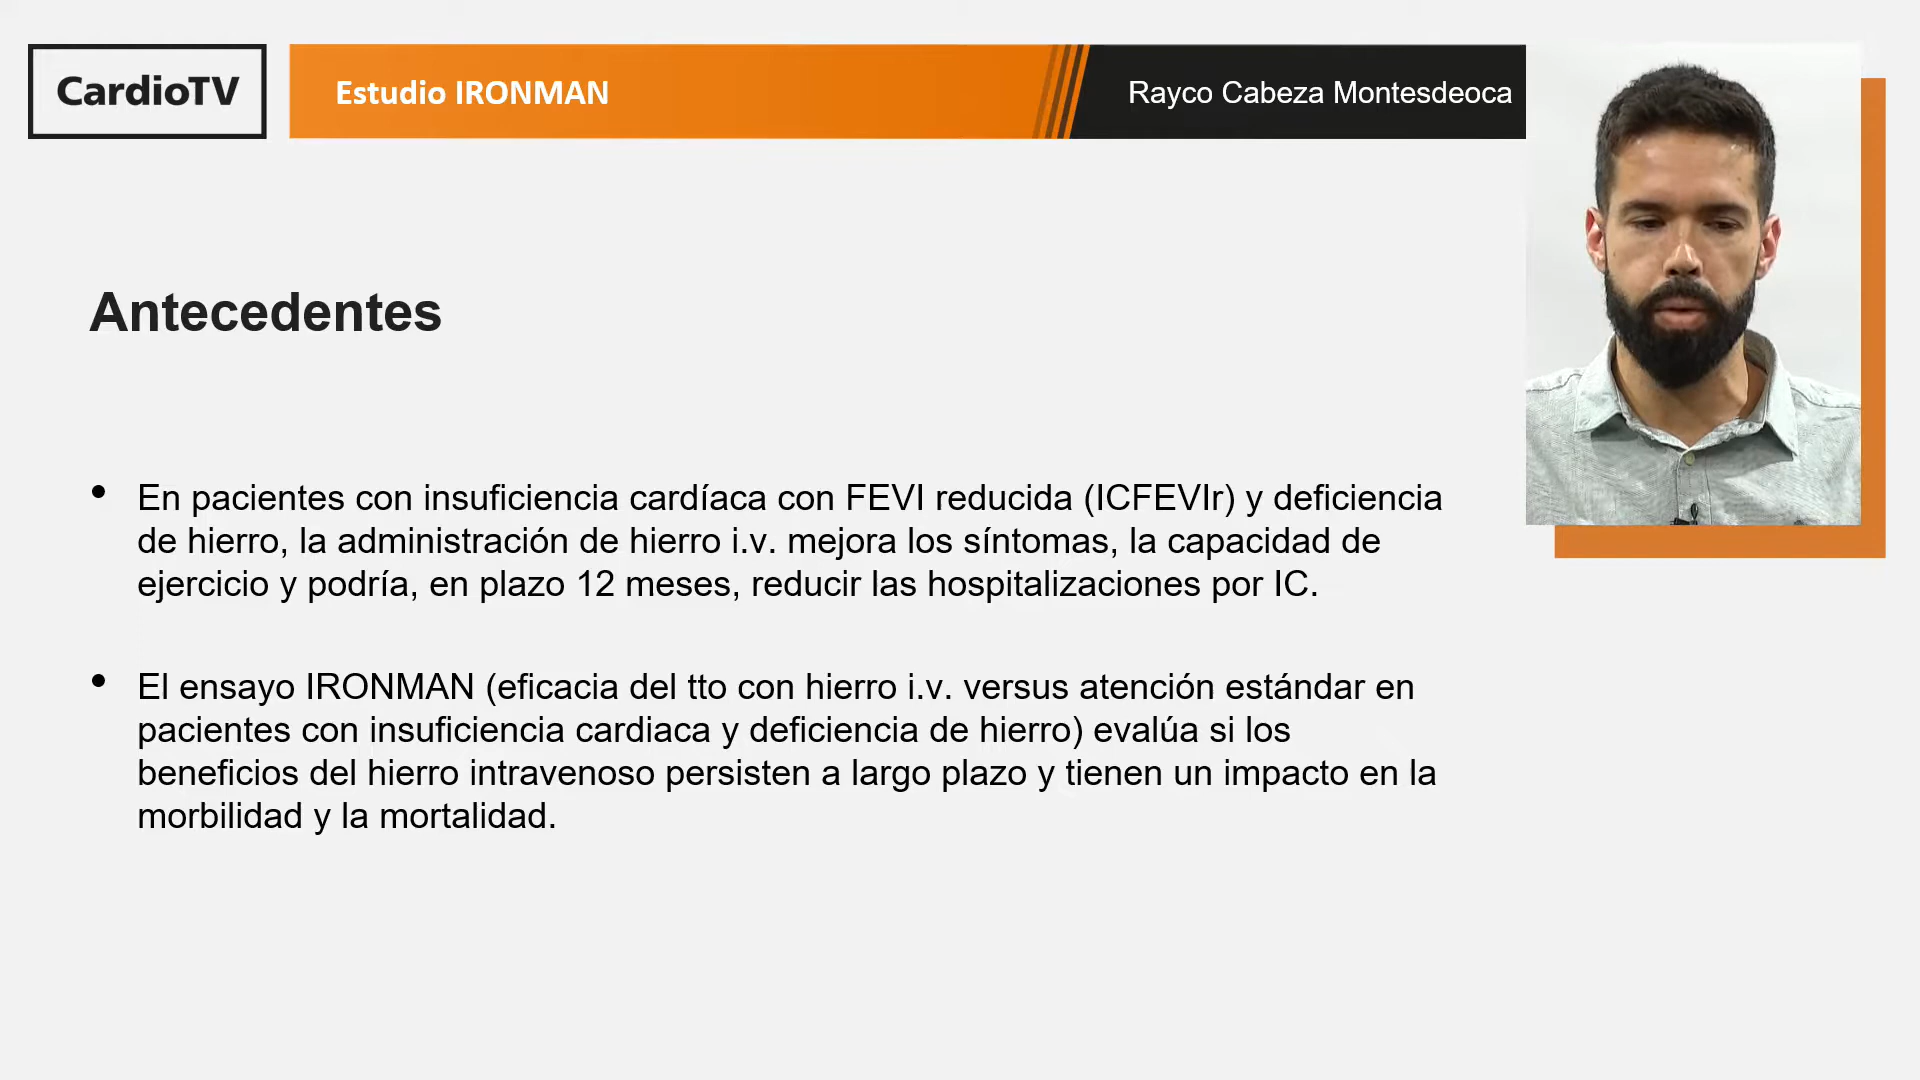 CardioTV
Estudio IRONMAN
Rayco Cabeza Montesdeoca
Antecedentes
• En pacientes con insuficiencia cardíaca con FEVI reducida (ICFEVIr) y deficiencia
de hierro, la administración de hierro i.v. mejora los síntomas, la capacidad de
ejercicio y podría, en plazo 12 meses, reducir las hospitalizaciones por IC.
• El ensayo IRONMAN (eficacia del tto con hierro i.v. versus atención estándar en
pacientes con insuficiencia cardiaca y deficiencia de hierro) evalúa si los
beneficios del hierro intravenoso persisten a largo plazo y tienen un impacto en la
morbilidad y la mortalidad.